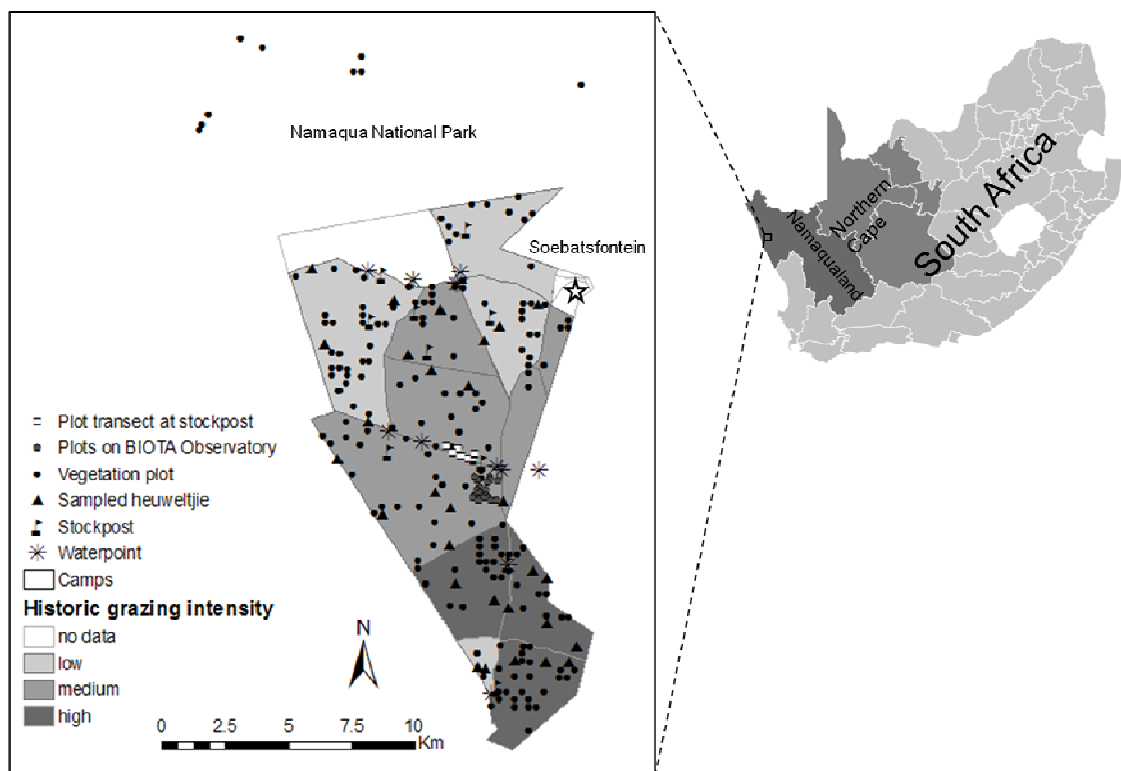 Namaqua National Park
Soebatsfontein
Plot transect at stockpost
Plots on BIOTA Observatory
Vegetation plot
Sampled heuweltjie
Stockpost
Waterpoint
Camps
Historic grazing intensity
no data
low
medium
high
N
0 2.5 5 7.5 10
Km
Namaqualand
Northern
Cape
South Africa